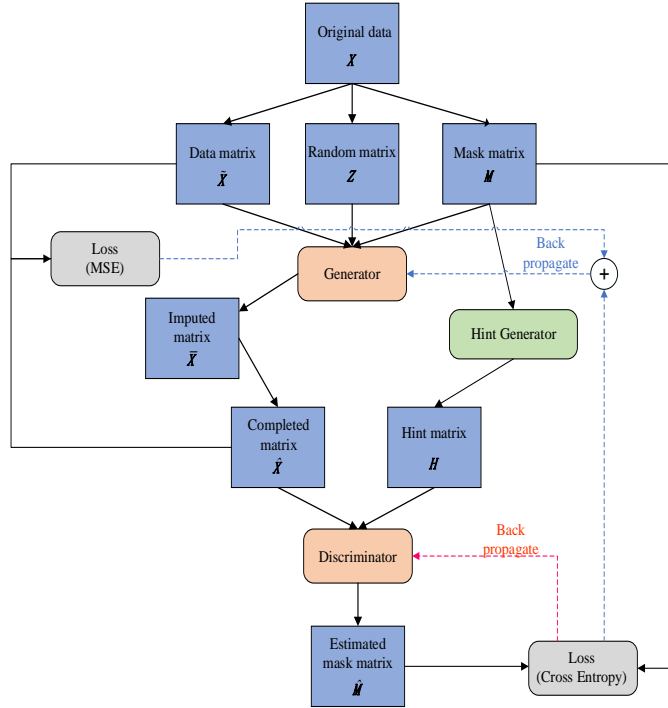 Original data
X
Data matrix
X̃
Random matrix
Z
Mask matrix
M
Loss
(MSE)
Generator
Back
propagate
+
Imputed
matrix
X̄
Hint Generator
Completed
matrix
X̂
Hint matrix
H
Discriminator
Back
propagate
Estimated
mask matrix
M̂
Loss
(Cross Entropy)